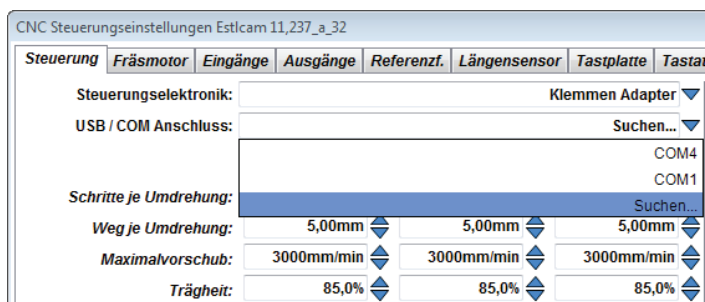 CNC Steuerungseinstellungen Estlcam 11,237_a_32
Steuerung Fräsmotor Eingänge Ausgänge Referenzf. Längensensor Tastplatte
Steuerungselektronik: Klemmen Adapter
USB / COM Anschluss: Suchen...
COM4
COM1
Schritte je Umdrehung: Suchen...
Weg je Umdrehung: 5,00mm 5,00mm 5,00mm
Maximalvorschub: 3000mm/min 3000mm/min 3000mm/min
Trägheit: 85,0% 85,0% 85,0%